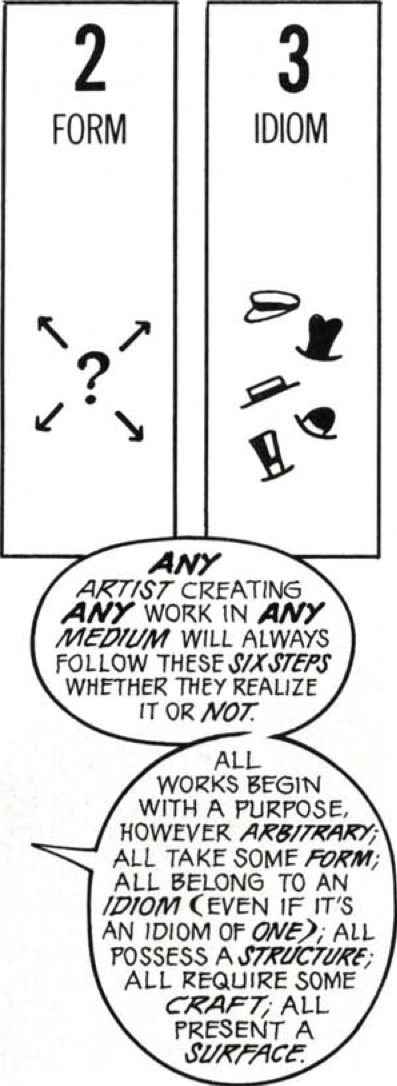 2
FORM
?
3
IDIOM
ANY
ARTIST CREATING
ANY WORK IN ANY
MEDIUM WILL ALWAYS
FOLLOW THESE SIX STEPS
WHETHER THEY REALIZE
IT OR NOT.
ALL
WORKS BEGIN
WITH A PURPOSE,
HOWEVER ARBITRARY;
ALL TAKE SOME FORM;
ALL BELONG TO AN
IDIOM (EVEN IF IT'S
AN IDIOM OF ONE); ALL
POSSESS A STRUCTURE;
ALL REQUIRE SOME
CRAFT; ALL
PRESENT A
SURFACE.